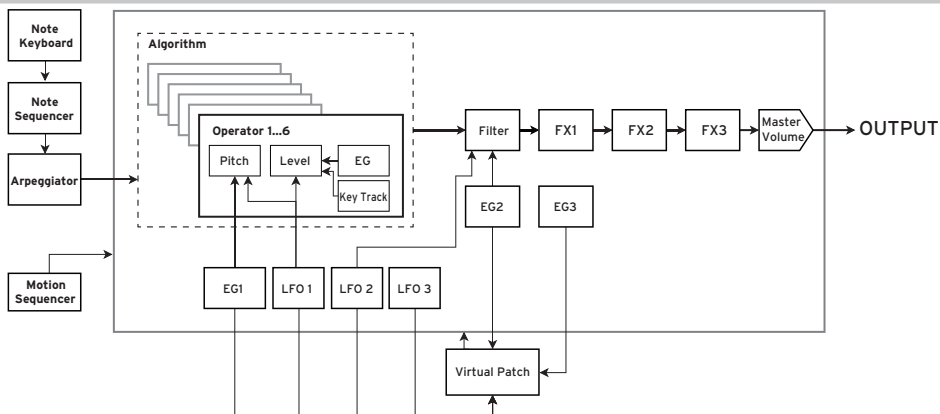 Note
Keyboard
Note
Sequencer
Arpeggiator
Motion
Sequencer
Algorithm
Operator 1...6
Pitch
Level
EG
Key Track
EG1
LFO 1
LFO 2
LFO 3
Filter
FX1
FX2
FX3
Master
Volume
OUTPUT
EG2
EG3
Virtual Patch